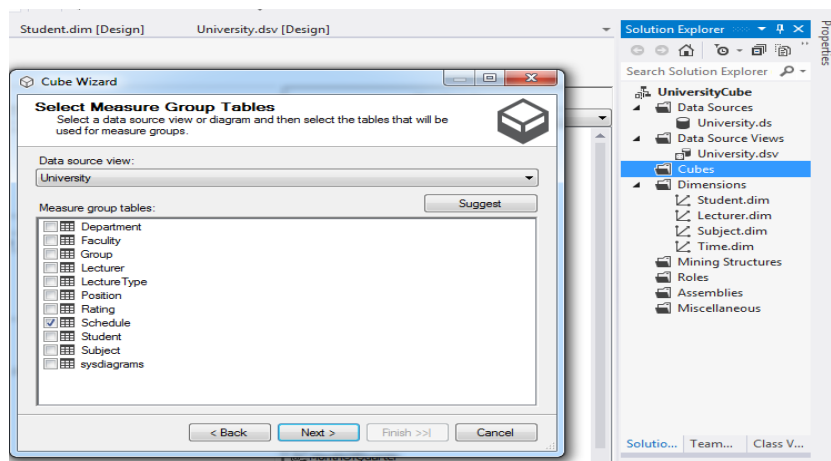 Student.dim [Design] University.dsv [Design]
Cube Wizard
Select Measure Group Tables
Select a data source view or diagram and then select the tables that will be
used for measure groups.
Data source view:
University
Measure group tables:
Suggest
Department
Faculity
Group
Lecturer
LectureType
Position
Rating
Schedule
Student
Subject
sysdiagrams
< Back
Next >
Finish >>|
Cancel
Solution Explorer
Search Solution Explorer
UniversityCube
Data Sources
University.ds
Data Source Views
University.dsv
Cubes
Dimensions
Student.dim
Lecturer.dim
Subject.dim
Time.dim
Mining Structures
Roles
Assemblies
Miscellaneous
Solutio... Team... Class V...
Properties